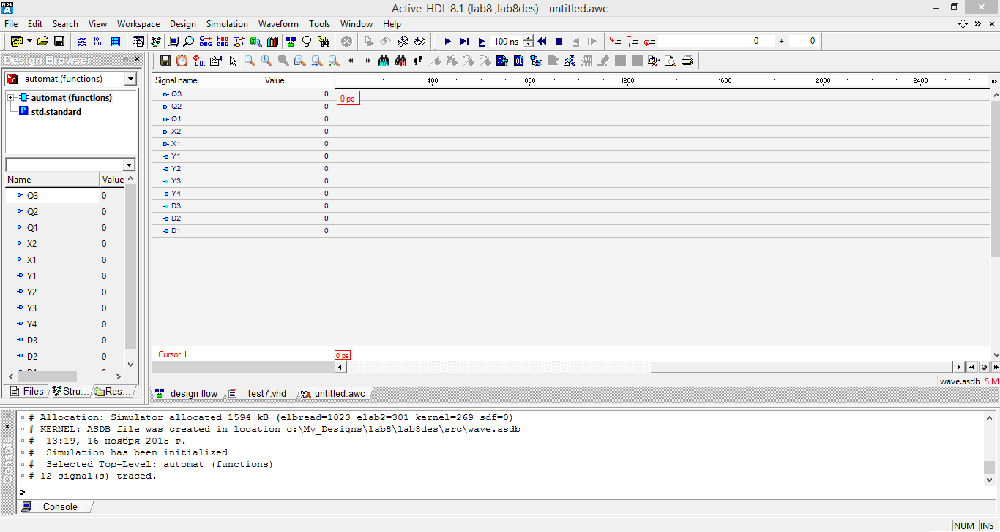 Active-HDL 8.1 (lab8 ,lab8des) - untitled.awc
File Edit Search View Workspace Design Simulation Waveform Tools Window Help
100 ns 0 + 0
Design Browser
automat (functions)
automat (functions)
std.standard
Name Value
Q3 0
Q2 0
Q1 0
X2 0
X1 0
Y1 0
Y2 0
Y3 0
Y4 0
D3 0
D2 0
Files Stru... Res...
Signal name Value 400 800 1200 1600 2000 2400 ns
Q3 0 0 ps
Q2 0
Q1 0
X2 0
X1 0
Y1 0
Y2 0
Y3 0
Y4 0
D3 0
D2 0
D1 0
Cursor 1 0 ps
wave.asdb SIM
design flow test7.vhd untitled.awc
# Allocation: Simulator allocated 1594 kB (elbread=1023 elab2=301 kernel=269 sdf=0)
# KERNEL: ASDB file was created in location c:\My_Designs\lab8\lab8des\src\wave.asdb
# 13:19, 16 ноября 2015 г.
# Simulation has been initialized
# Selected Top-Level: automat (functions)
# 12 signal(s) traced.
>
Console
Console
NUM INS